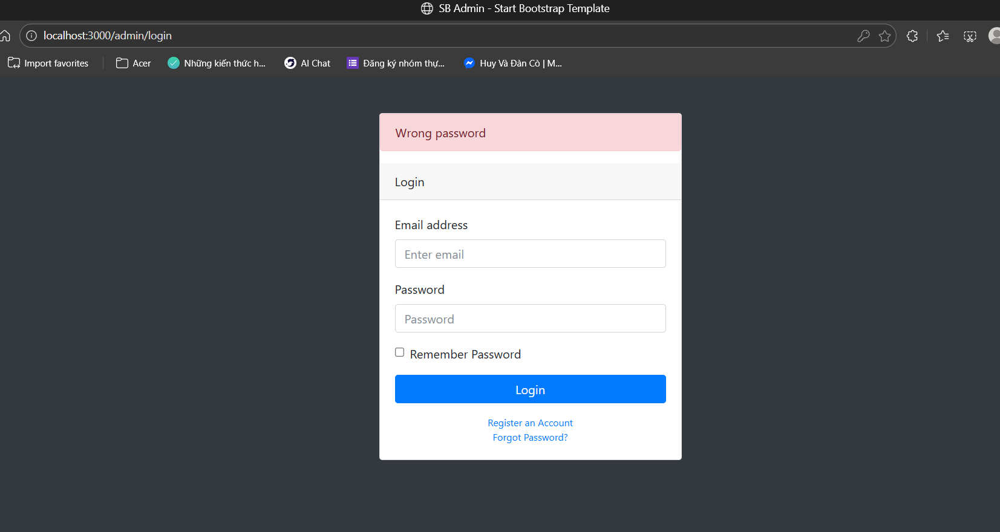 SB Admin - Start Bootstrap Template
localhost:3000/admin/login
Import favorites
Acer
Những kiến thức h...
AI Chat
Đăng ký nhóm thự...
Huy Và Đàn Cò | M...
Wrong password
Login
Email address
Enter email
Password
Password
Remember Password
Login
Register an Account
Forgot Password?